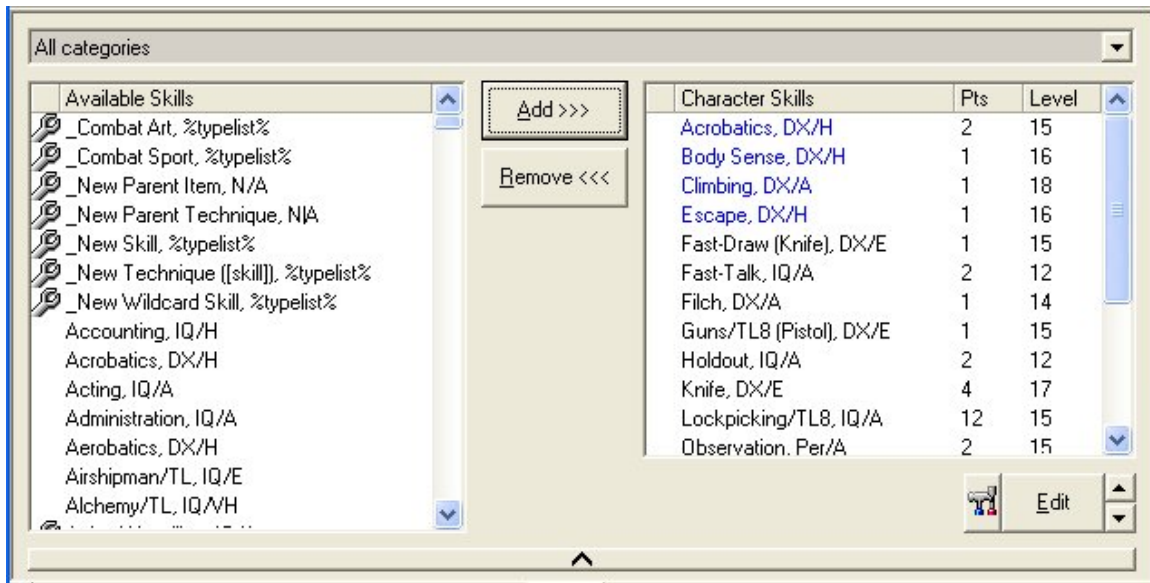 All categories
Available Skills
_Combat Art, %typelist%
_Combat Sport, %typelist%
_New Parent Item, N/A
_New Parent Technique, N/A
_New Skill, %typelist%
_New Technique ([skill]), %typelist%
_New Wildcard Skill, %typelist%
Accounting, IQ/H
Acrobatics, DX/H
Acting, IQ/A
Administration, IQ/A
Aerobatics, DX/H
Airshipman/TL, IQ/E
Alchemy/TL, IQ/VH
Add >>>
Remove <<<
Character Skills Pts Level
Acrobatics, DX/H 2 15
Body Sense, DX/H 1 16
Climbing, DX/A 1 18
Escape, DX/H 1 16
Fast-Draw (Knife), DX/E 1 15
Fast-Talk, IQ/A 2 12
Filch, DX/A 1 14
Guns/TL8 (Pistol), DX/E 1 15
Holdout, IQ/A 2 12
Knife, DX/E 4 17
Lockpicking/TL8, IQ/A 12 15
Observation, Per/A 2 15
Edit